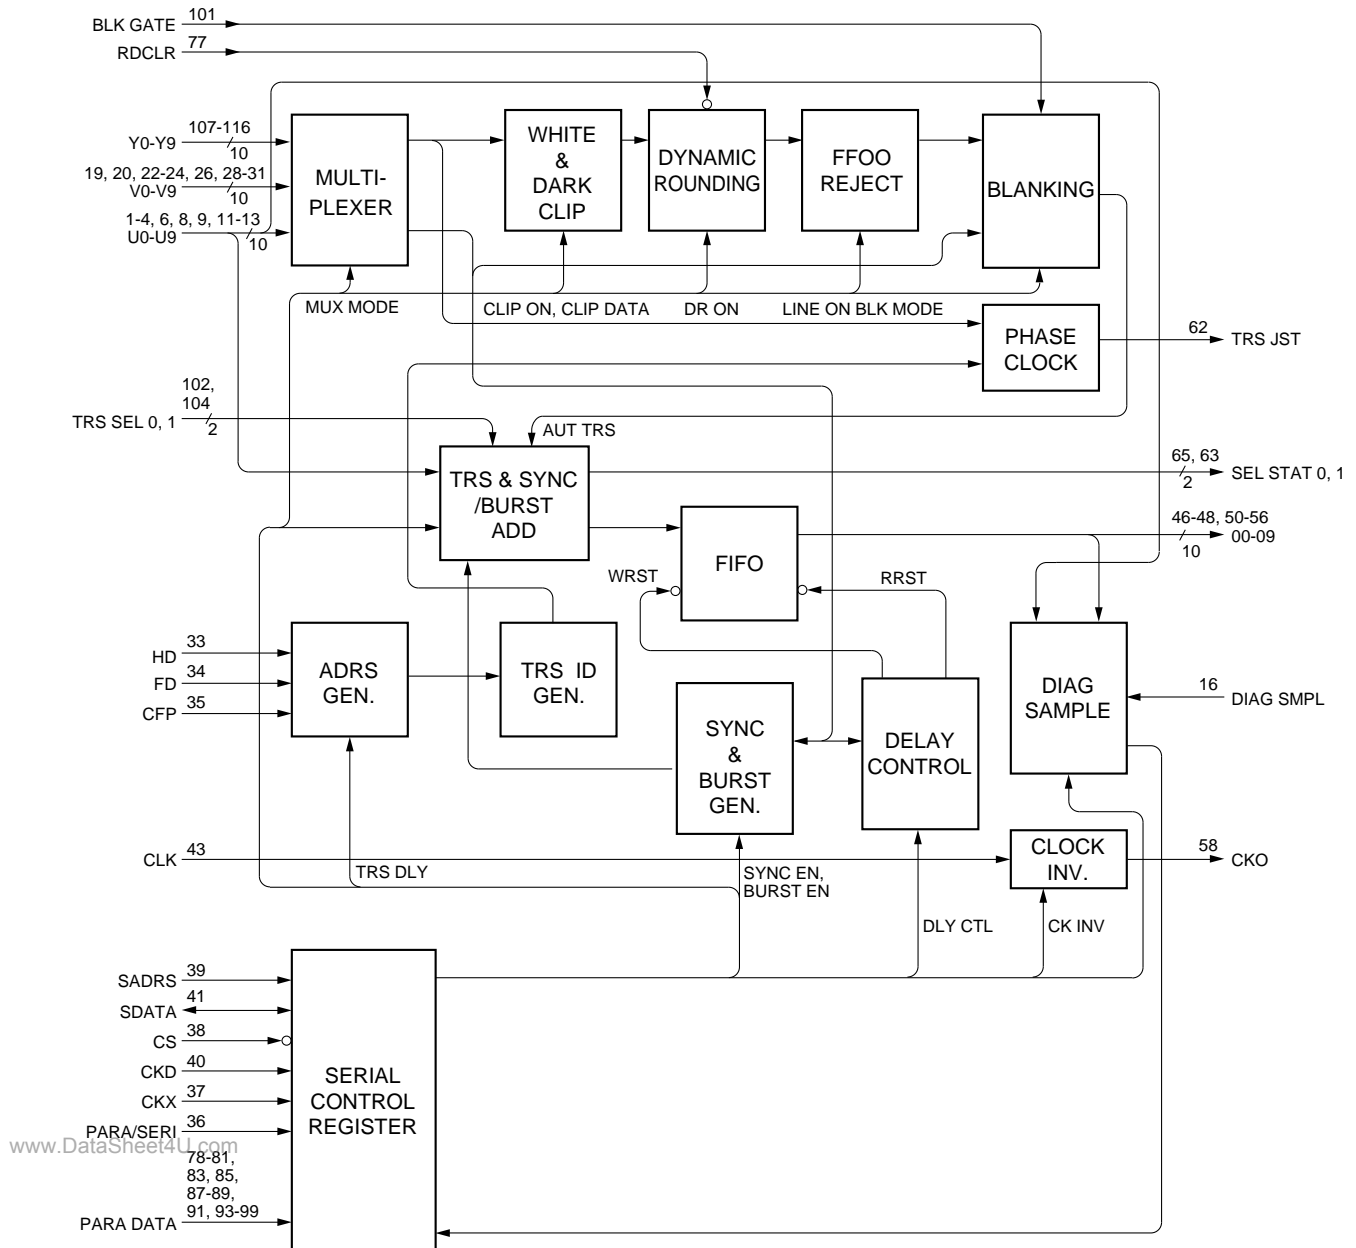 BLK GATE 101
RDCLR 77
Y0-Y9 107-116 10
19, 20, 22-24, 26, 28-31
V0-V9 10
1-4, 6, 8, 9, 11-13
U0-U9 10
MULTI-
PLEXER
WHITE
&
DARK
CLIP
DYNAMIC
ROUNDING
FFOO
REJECT
BLANKING
MUX MODE
CLIP ON, CLIP DATA
DR ON
LINE ON BLK MODE
PHASE
CLOCK
62 TRS JST
102,
104
TRS SEL 0, 1 2
AUT TRS
TRS & SYNC
/BURST
ADD
65, 63
2 SEL STAT 0, 1
46-48, 50-56
10 00-09
FIFO
WRST
RRST
HD 33
FD 34
CFP 35
ADRS
GEN.
TRS ID
GEN.
SYNC
&
BURST
GEN.
DELAY
CONTROL
DIAG
SAMPLE
16 DIAG SMPL
CLK 43
TRS DLY
SYNC EN,
BURST EN
CLOCK
INV.
58 CKO
DLY CTL
CK INV
SADRS 39
SDATA 41
CS 38
CKD 40
CKX 37
PARA/SERI 36
www.DataSheet4U.com
78-81,
83, 85,
87-89,
91, 93-99
PARA DATA
SERIAL
CONTROL
REGISTER